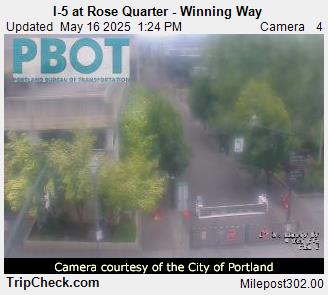 I-5 at Rose Quarter - Winning Way
Updated May 16 2025 1:24 PM Camera 4
PBOT
PORTLAND BUREAU OF TRANSPORTATION
Camera courtesy of the City of Portland
TripCheck.com Milepost302.00